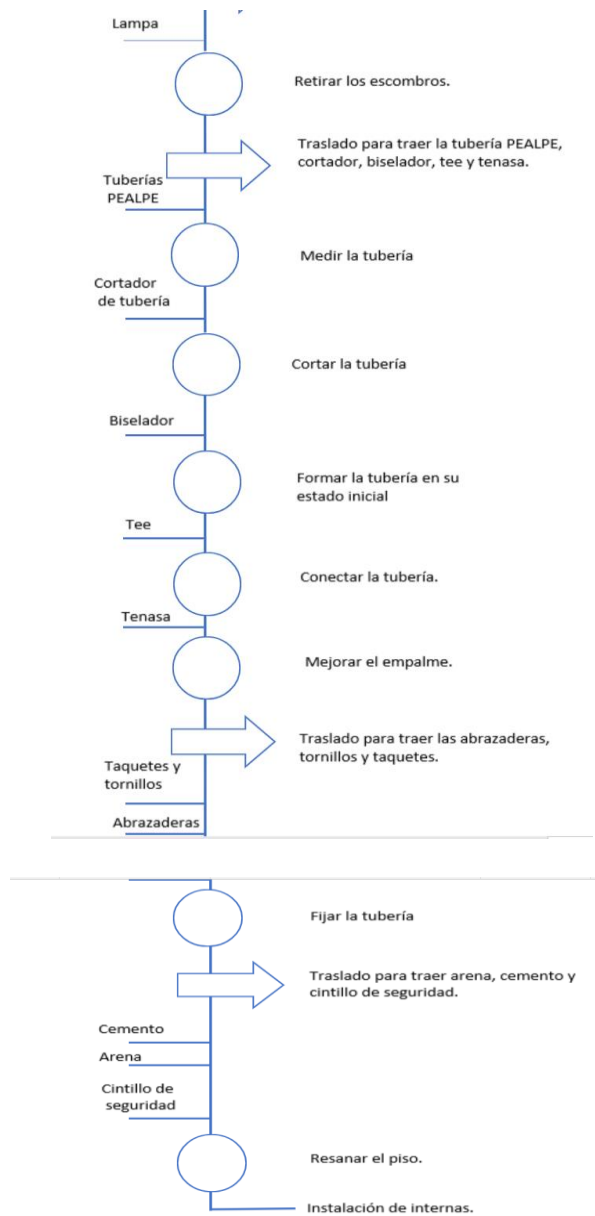 Lampa
Retirar los escombros.
Traslado para traer la tubería PEALPE,
cortador, biselador, tee y tenasa.
Tuberías
PEALPE
Medir la tubería
Cortador
de tubería
Cortar la tubería
Biselador
Formar la tubería en su
estado inicial
Tee
Conectar la tubería.
Tenasa
Mejorar el empalme.
Traslado para traer las abrazaderas,
tornillos y taquetes.
Taquetes y
tornillos
Abrazaderas
Fijar la tubería
Traslado para traer arena, cemento y
cintillo de seguridad.
Cemento
Arena
Cintillo de
seguridad
Resanar el piso.
Instalación de internas.